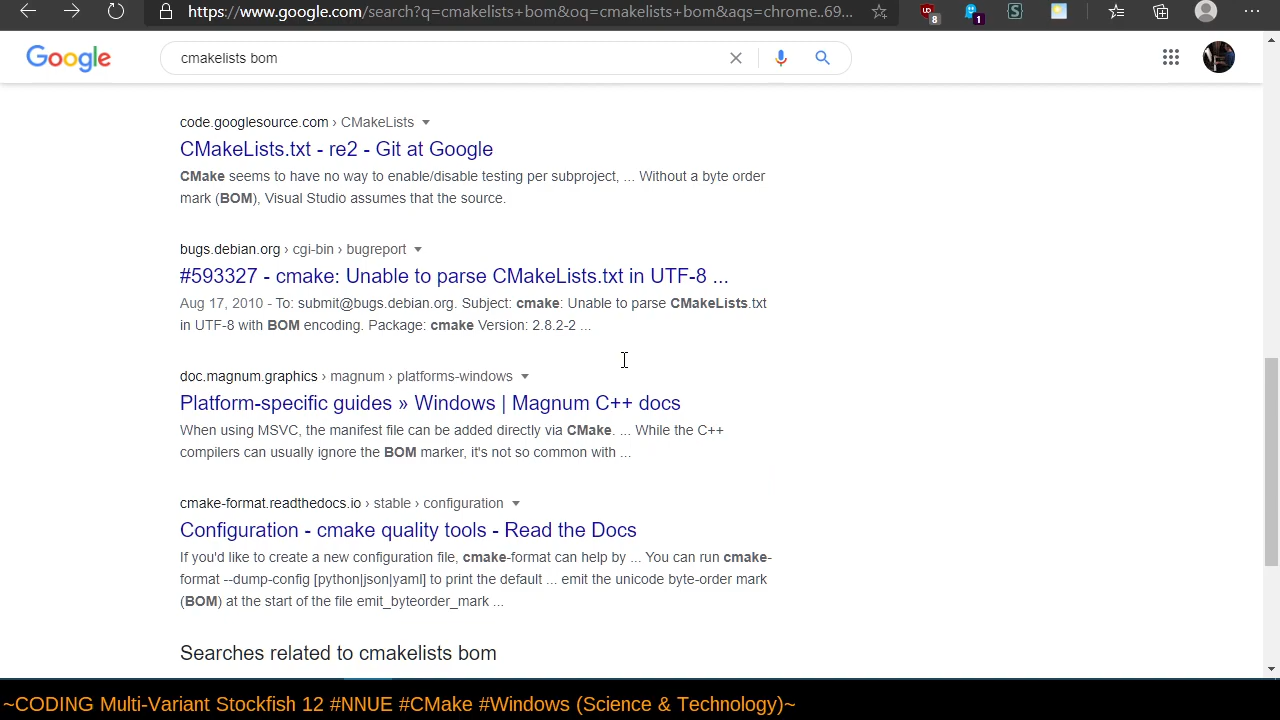 https://www.google.com/search?q=cmakelists+bom&oq=cmakelists+bom&aqs=chrome..69...
8
1
S
Google
cmakelists bom
code.googlesource.com › CMakeLists
CMakeLists.txt - re2 - Git at Google
CMake seems to have no way to enable/disable testing per subproject, ... Without a byte order
mark (BOM), Visual Studio assumes that the source.
bugs.debian.org › cgi-bin › bugreport
#593327 - cmake: Unable to parse CMakeLists.txt in UTF-8 ...
Aug 17, 2010 - To: submit@bugs.debian.org. Subject: cmake: Unable to parse CMakeLists.txt
in UTF-8 with BOM encoding. Package: cmake Version: 2.8.2-2 ...
doc.magnum.graphics › magnum › platforms-windows
Platform-specific guides » Windows | Magnum C++ docs
When using MSVC, the manifest file can be added directly via CMake. ... While the C++
compilers can usually ignore the BOM marker, it's not so common with ...
cmake-format.readthedocs.io › stable › configuration
Configuration - cmake quality tools - Read the Docs
If you'd like to create a new configuration file, cmake-format can help by ... You can run cmake-
format --dump-config [python|json|yaml] to print the default ... emit the unicode byte-order mark
(BOM) at the start of the file emit_byteorder_mark ...
Searches related to cmakelists bom
~CODING Multi-Variant Stockfish 12 #NNUE #CMake #Windows (Science & Technology)~